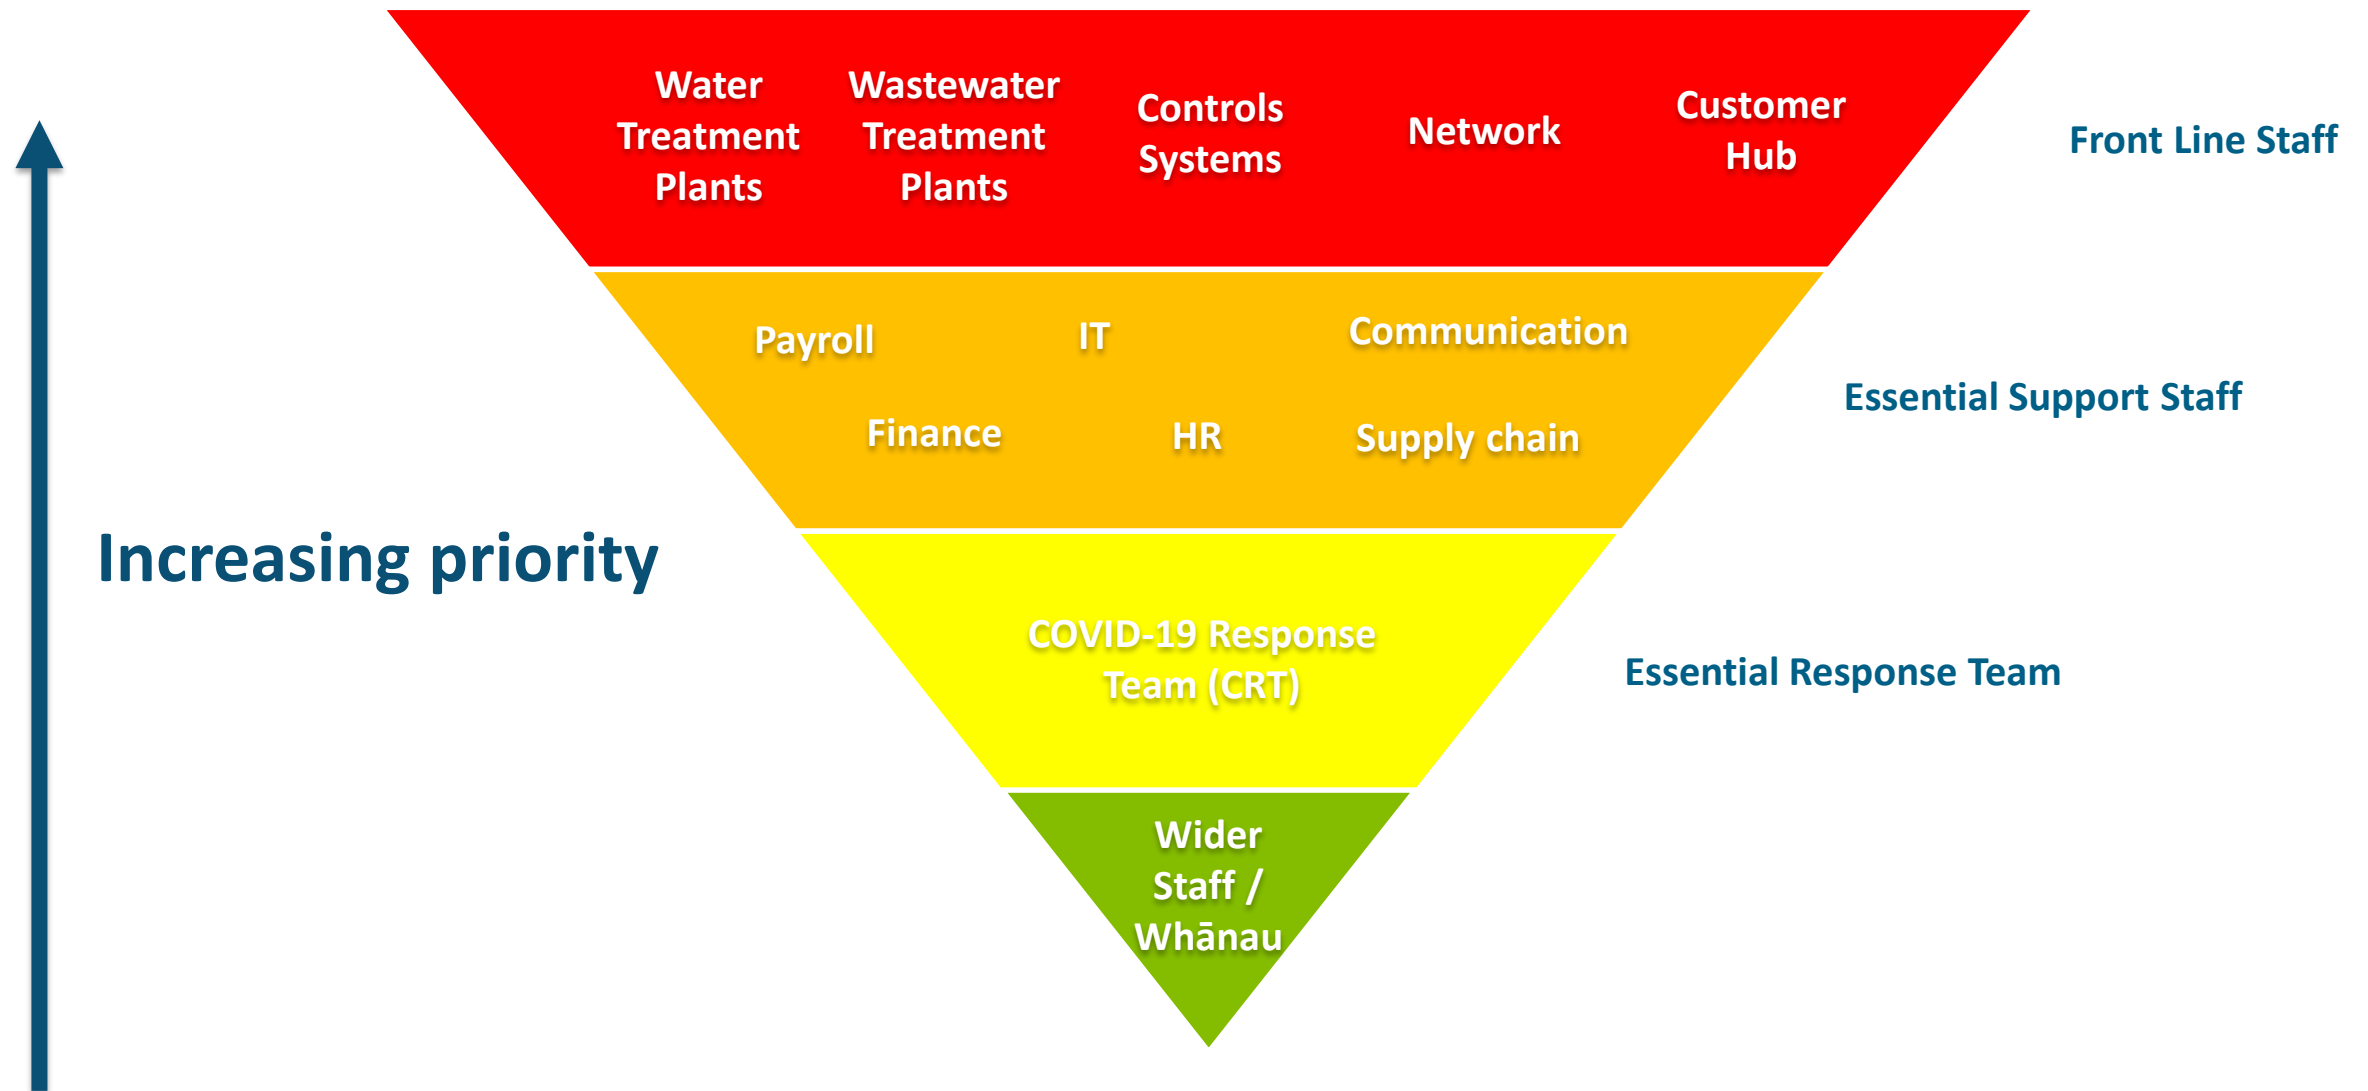 Water
Treatment
Plants
Wastewater
Treatment
Plants
Controls
Systems
Network
Customer
Hub
Front Line Staff
Payroll
IT
Communication
Finance
HR
Supply chain
Essential Support Staff
Increasing priority
COVID-19 Response
Team (CRT)
Essential Response Team
Wider
Staff /
Whānau